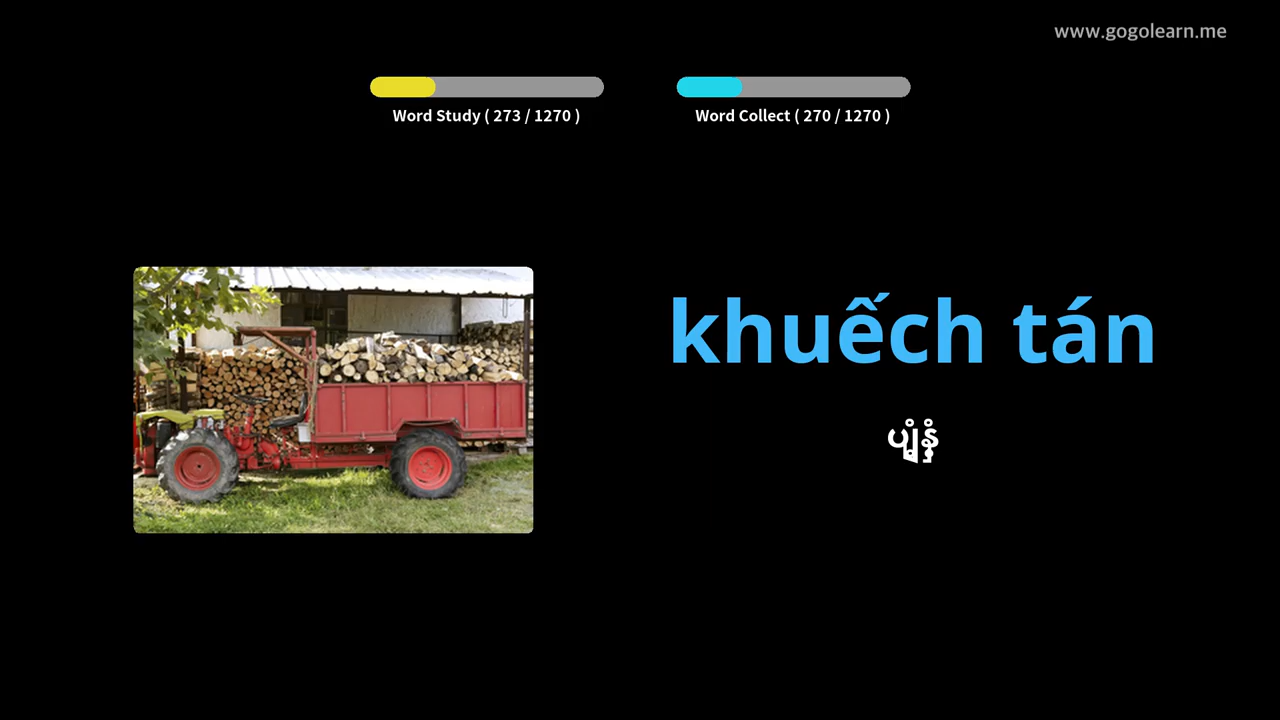 www.gogolearn.me
Word Study ( 273 / 1270 )
Word Collect ( 270 / 1270 )
khuếch tán
ပျံ့နှံ့